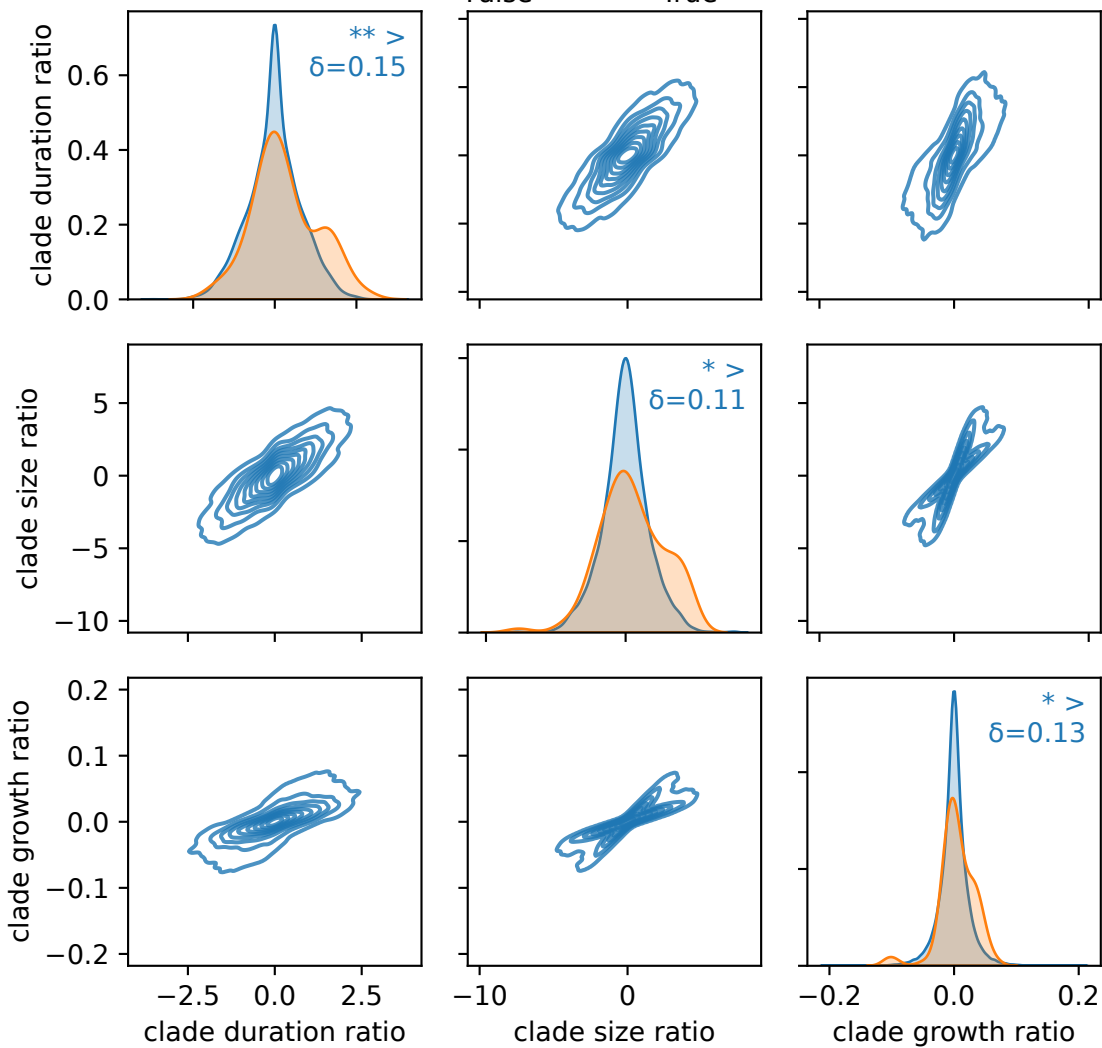 True
clade duration ratio
0.6
0.4
0.2
0.0
** >
δ=0.15
clade size ratio
5
0
−5
−10
* >
δ=0.11
clade growth ratio
0.2
0.1
0.0
−0.1
−0.2
* >
δ=0.13
−2.5 0.0 2.5
−10 0
−0.2 0.0 0.2
clade duration ratio
clade size ratio
clade growth ratio